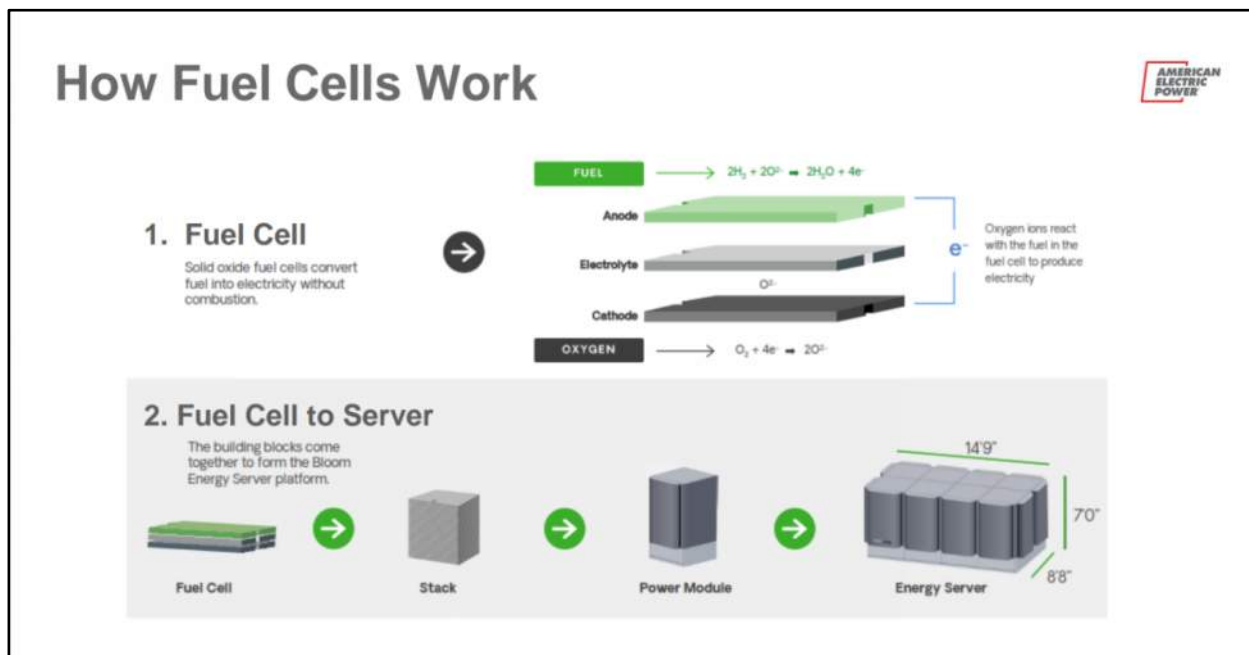 How Fuel Cells Work
AMERICAN
ELECTRIC
POWER
FUEL
2H₂ + 2O²⁻ ➡ 2H₂O + 4e⁻
Anode
1. Fuel Cell
Solid oxide fuel cells convert
fuel into electricity without
combustion.
Electrolyte
O²⁻
Cathode
e⁻
Oxygen ions react
with the fuel in the
fuel cell to produce
electricity
OXYGEN
O₂ + 4e⁻ ➡ 2O²⁻
2. Fuel Cell to Server
The building blocks come
together to form the Bloom
Energy Server platform.
14'9"
7'0"
8'8"
Fuel Cell
Stack
Power Module
Energy Server